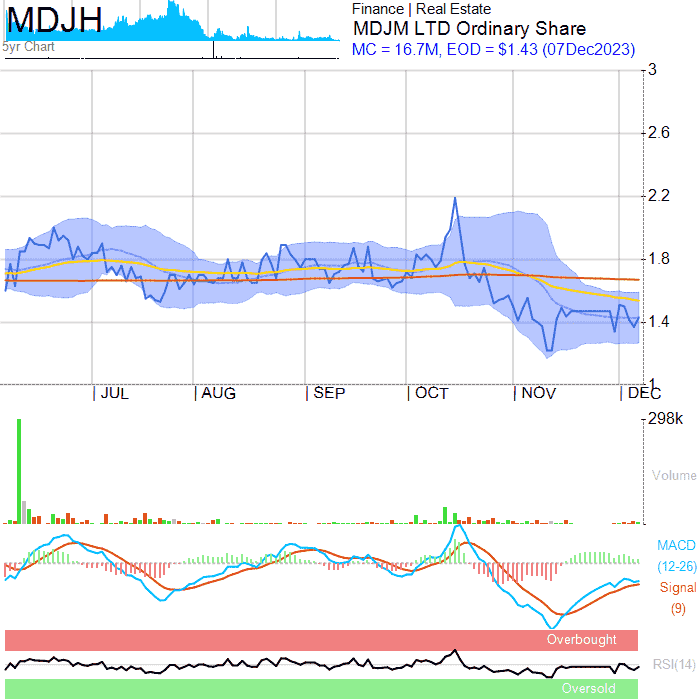 MDJH
Finance | Real Estate
MDJM LTD Ordinary Share
5yr Chart
MC = 16.7M, EOD = $1.43 (07Dec2023)
3
2.6
2.2
1.8
1.4
1
JUL AUG SEP OCT NOV DEC
298k
Volume
MACD
(12-26)
Signal
(9)
Overbought
RSI(14)
Oversold